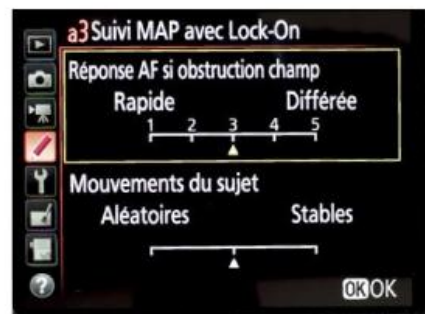 a3 Suivi MAP avec Lock-On
Réponse AF si obstruction champ
Rapide Différée
1 2 3 4 5
Mouvements du sujet
Aléatoires Stables
? OK OK